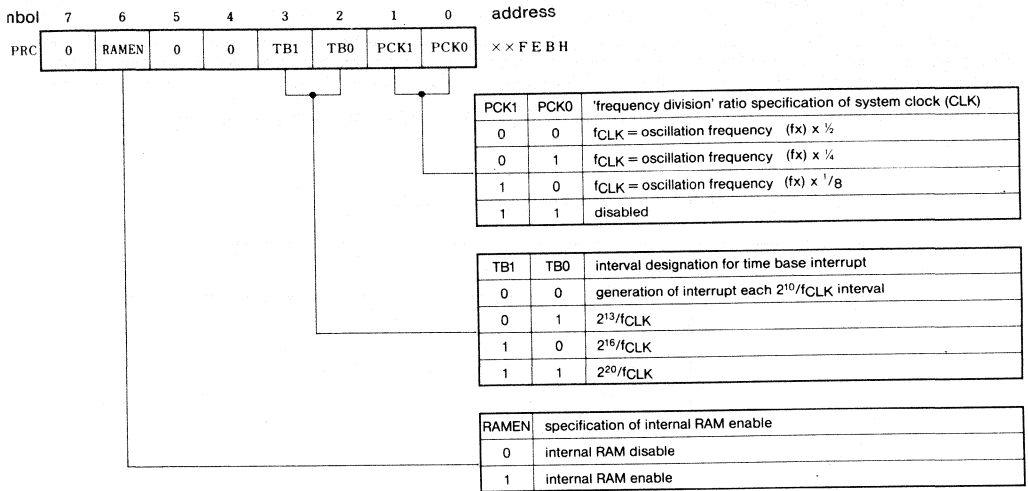 nbol 7 6 5 4 3 2 1 0 address
PRC 0 RAMEN 0 0 TB1 TB0 PCK1 PCK0 ××FEBH
PCK1 PCK0 'frequency division' ratio specification of system clock (CLK)
0 0 fCLK = oscillation frequency (fx) x ½
0 1 fCLK = oscillation frequency (fx) x ¼
1 0 fCLK = oscillation frequency (fx) x 1/8
1 1 disabled
TB1 TB0 interval designation for time base interrupt
0 0 generation of interrupt each 2¹⁰/fCLK interval
0 1 2¹³/fCLK
1 0 2¹⁶/fCLK
1 1 2²⁰/fCLK
RAMEN specification of internal RAM enable
0 internal RAM disable
1 internal RAM enable